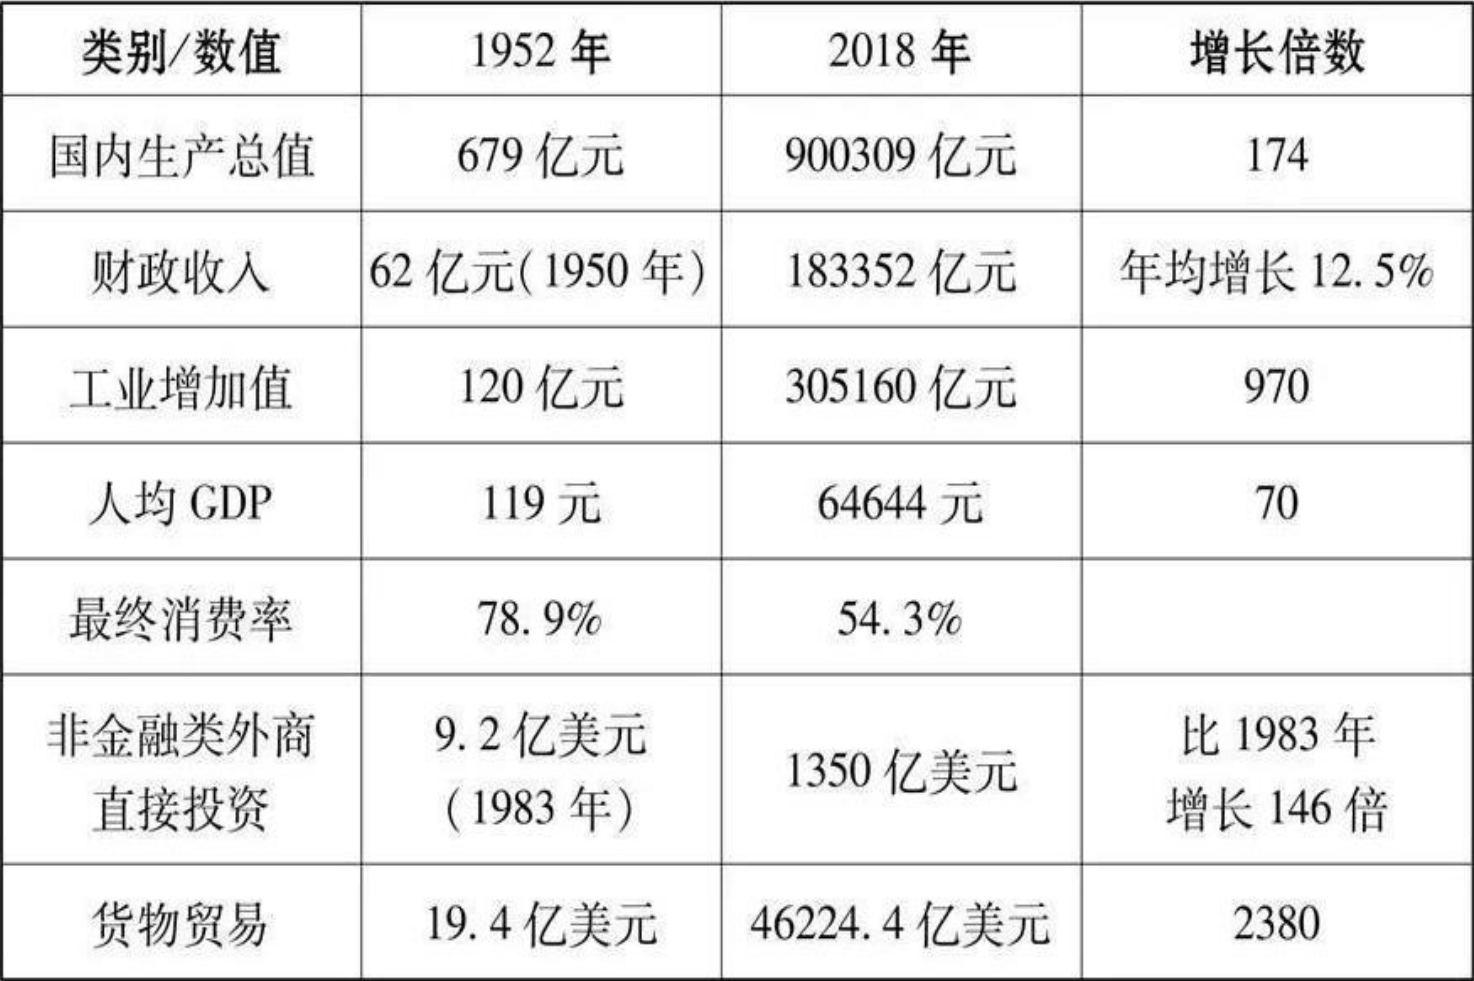 类别/数值 1952 年 2018 年 增长倍数
国内生产总值 679 亿元 900309 亿元 174
财政收入 62 亿元(1950 年) 183352 亿元 年均增长 12.5%
工业增加值 120 亿元 305160 亿元 970
人均 GDP 119 元 64644 元 70
最终消费率 78.9% 54.3%
非金融类外商
直接投资
9.2 亿美元
(1983 年)
1350 亿美元
比 1983 年
增长 146 倍
货物贸易 19.4 亿美元 46224.4 亿美元 2380